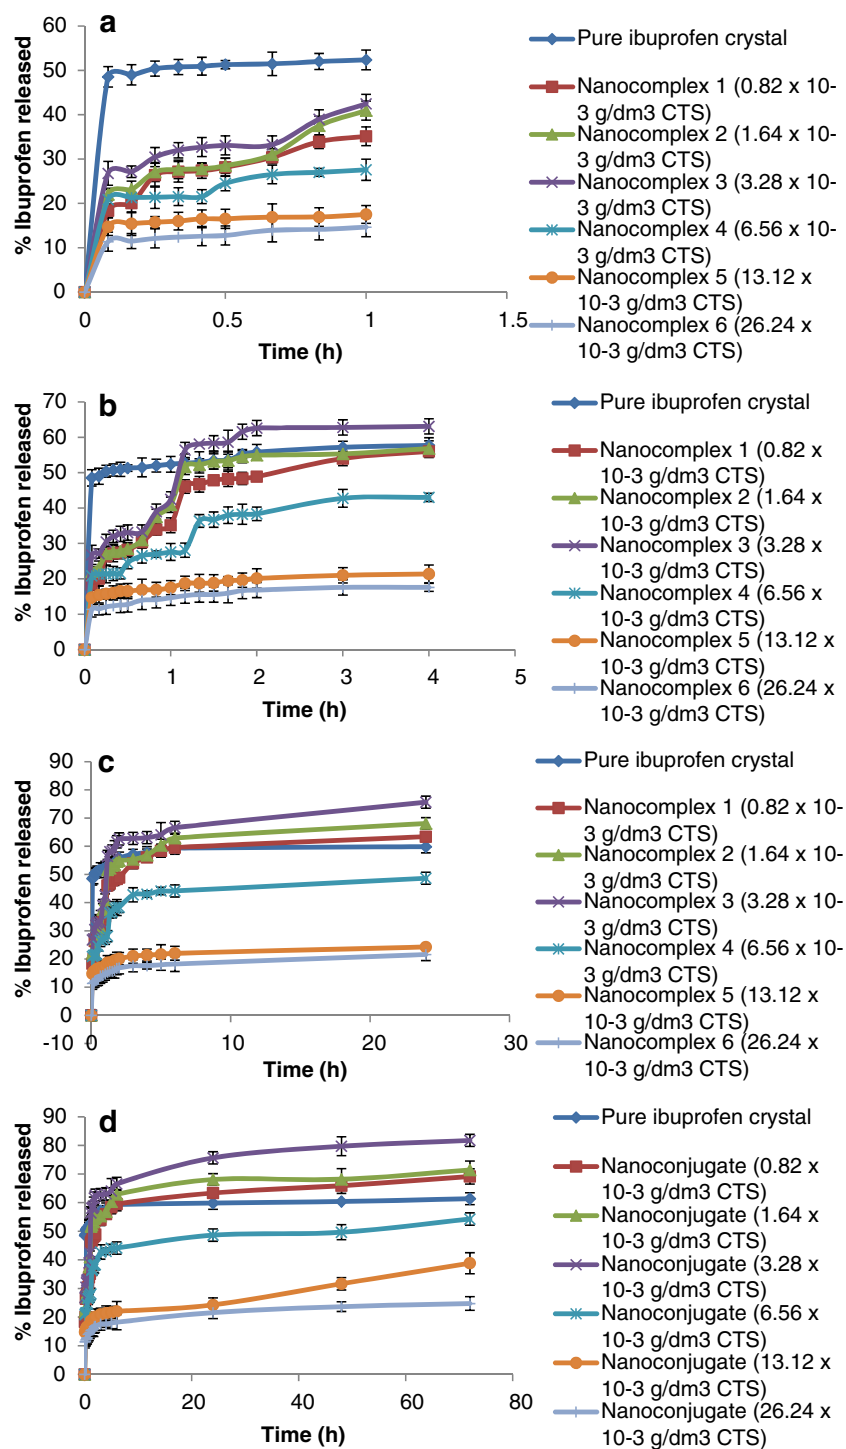 a
% Ibuprofen released
60
50
40
30
20
10
0
0
0.5
1
1.5
Time (h)
Pure ibuprofen crystal
Nanocomplex 1 (0.82 x 10-
3 g/dm3 CTS)
Nanocomplex 2 (1.64 x 10-
3 g/dm3 CTS)
Nanocomplex 3 (3.28 x 10-
3 g/dm3 CTS)
Nanocomplex 4 (6.56 x 10-
3 g/dm3 CTS)
Nanocomplex 5 (13.12 x
10-3 g/dm3 CTS)
Nanocomplex 6 (26.24 x
10-3 g/dm3 CTS)
b
% Ibuprofen released
70
60
50
40
30
20
10
0
0
1
2
3
4
5
Time (h)
Pure ibuprofen crystal
Nanocomplex 1 (0.82 x
10-3 g/dm3 CTS)
Nanocomplex 2 (1.64 x
10-3 g/dm3 CTS)
Nanocomplex 3 (3.28 x
10-3 g/dm3 CTS)
Nanocomplex 4 (6.56 x
10-3 g/dm3 CTS)
Nanocomplex 5 (13.12 x
10-3 g/dm3 CTS)
Nanocomplex 6 (26.24 x
10-3 g/dm3 CTS)
c
% Ibuprofen released
90
80
70
60
50
40
30
20
10
0
-10
0
10
20
30
Time (h)
Pure ibuprofen crystal
Nanocomplex 1 (0.82 x 10-
3 g/dm3 CTS)
Nanocomplex 2 (1.64 x 10-
3 g/dm3 CTS)
Nanocomplex 3 (3.28 x 10-
3 g/dm3 CTS)
Nanocomplex 4 (6.56 x 10-
3 g/dm3 CTS)
Nanocomplex 5 (13.12 x
10-3 g/dm3 CTS)
Nanocomplex 6 (26.24 x
10-3 g/dm3 CTS)
d
% Ibuprofen released
90
80
70
60
50
40
30
20
10
0
0
20
40
60
80
Time (h)
Pure ibuprofen crystal
Nanoconjugate (0.82 x
10-3 g/dm3 CTS)
Nanoconjugate (1.64 x
10-3 g/dm3 CTS)
Nanoconjugate (3.28 x
10-3 g/dm3 CTS)
Nanoconjugate (6.56 x
10-3 g/dm3 CTS)
Nanoconjugate (13.12 x
10-3 g/dm3 CTS)
Nanoconjugate (26.24 x
10-3 g/dm3 CTS)